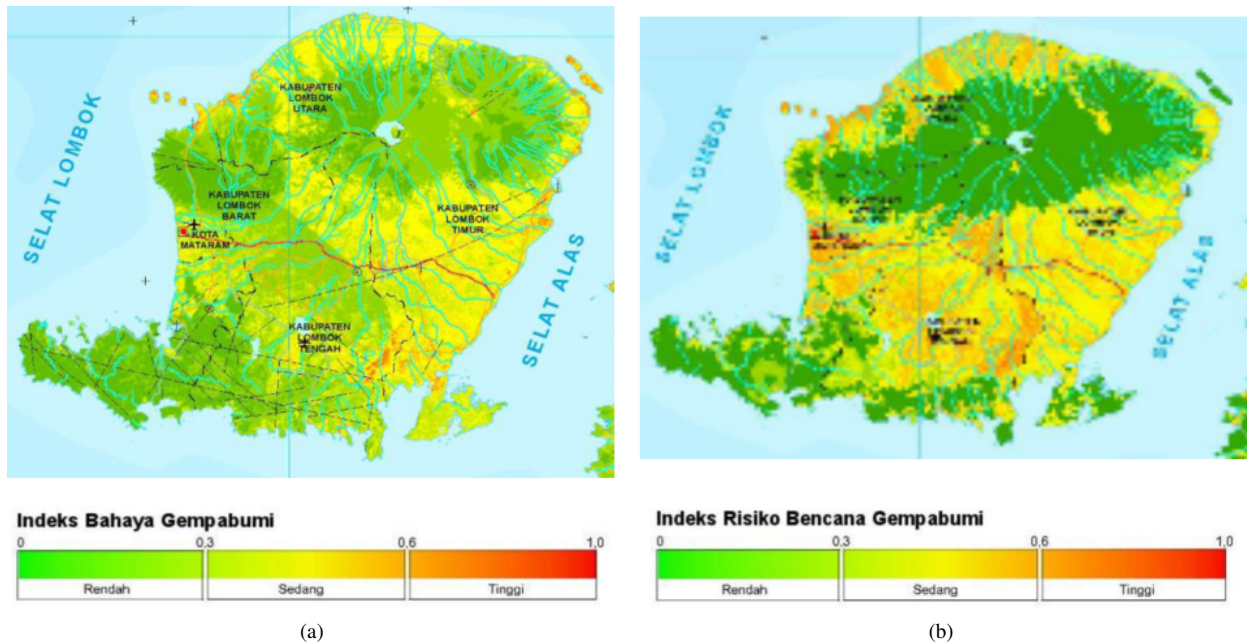 SELAT LOMBOK
KABUPATEN
LOMBOK
UTARA
KABUPATEN
LOMBOK
BARAT
KOTA
MATARAM
KABUPATEN
LOMBOK
TIMUR
KABUPATEN
LOMBOK
TENGAH
SELAT ALAS
Indeks Bahaya Gempabumi
0 0,3 0,6 1,0
Rendah Sedang Tinggi
(a)
SELAT LOMBOK
SELAT ALAS
Indeks Risiko Bencana Gempabumi
0 0,3 0,6 1,0
Rendah Sedang Tinggi
(b)